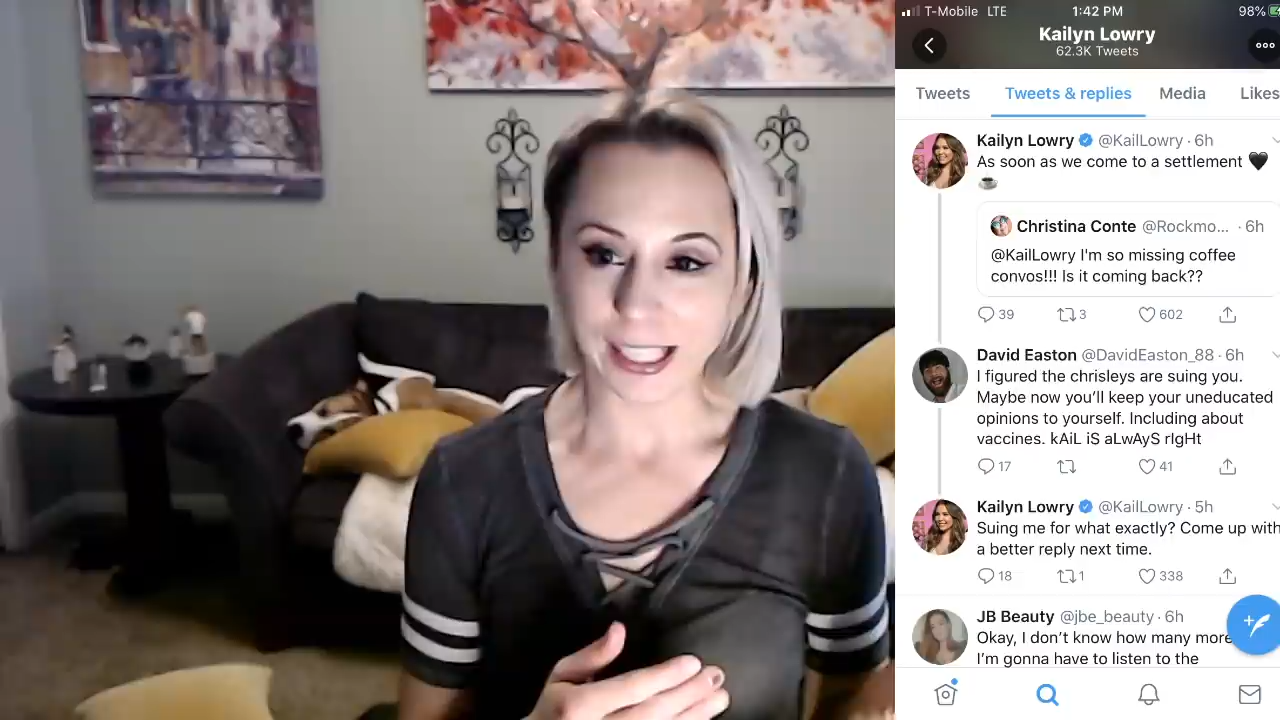 T-Mobile LTE 1:42 PM 98%
Kailyn Lowry
62.3K Tweets
Tweets Tweets & replies Media Likes
Kailyn Lowry @KailLowry · 6h
As soon as we come to a settlement 🖤
☕
Christina Conte @Rockmo... · 6h
@KailLowry I'm so missing coffee
convos!!! Is it coming back??
39 3 602
David Easton @DavidEaston_88 · 6h
I figured the chrisleys are suing you.
Maybe now you'll keep your uneducated
opinions to yourself. Including about
vaccines. kAiL iS aLwAyS rIgHt
17 41
Kailyn Lowry @KailLowry · 5h
Suing me for what exactly? Come up with
a better reply next time.
18 1 338
JB Beauty @jbe_beauty · 6h
Okay, I don't know how many more
I'm gonna have to listen to the